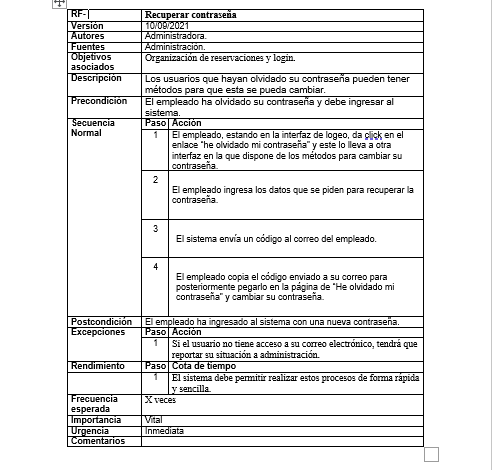 RF- Recuperar contraseña
Versión 10/09/2021
Autores Administradora.
Fuentes Administración.
Objetivos Organización de reservaciones y login.
asociados
Descripción Los usuarios que hayan olvidado su contraseña pueden tener
métodos para que esta se pueda cambiar.
Precondición El empleado ha olvidado su contraseña y debe ingresar al
sistema.
Secuencia Paso Acción
Normal
1 El empleado, estando en la interfaz de logeo, da click en el
enlace “he olvidado mi contraseña” y este lo lleva a otra
interfaz en la que dispone de los métodos para cambiar su
contraseña.
2
El empleado ingresa los datos que se piden para recuperar la
contraseña.
3
El sistema envía un código al correo del empleado.
4
El empleado copia el código enviado a su correo para
posteriormente pegarlo en la página de “He olvidado mi
contraseña” y cambiar su contraseña.
Postcondición El empleado ha ingresado al sistema con una nueva contraseña.
Excepciones Paso Acción
1 Si el usuario no tiene acceso a su correo electrónico, tendrá que
reportar su situación a administración.
Rendimiento Paso Cota de tiempo
1 El sistema debe permitir realizar estos procesos de forma rápida
y sencilla.
Frecuencia X veces
esperada
Importancia Vital
Urgencia Inmediata
Comentarios